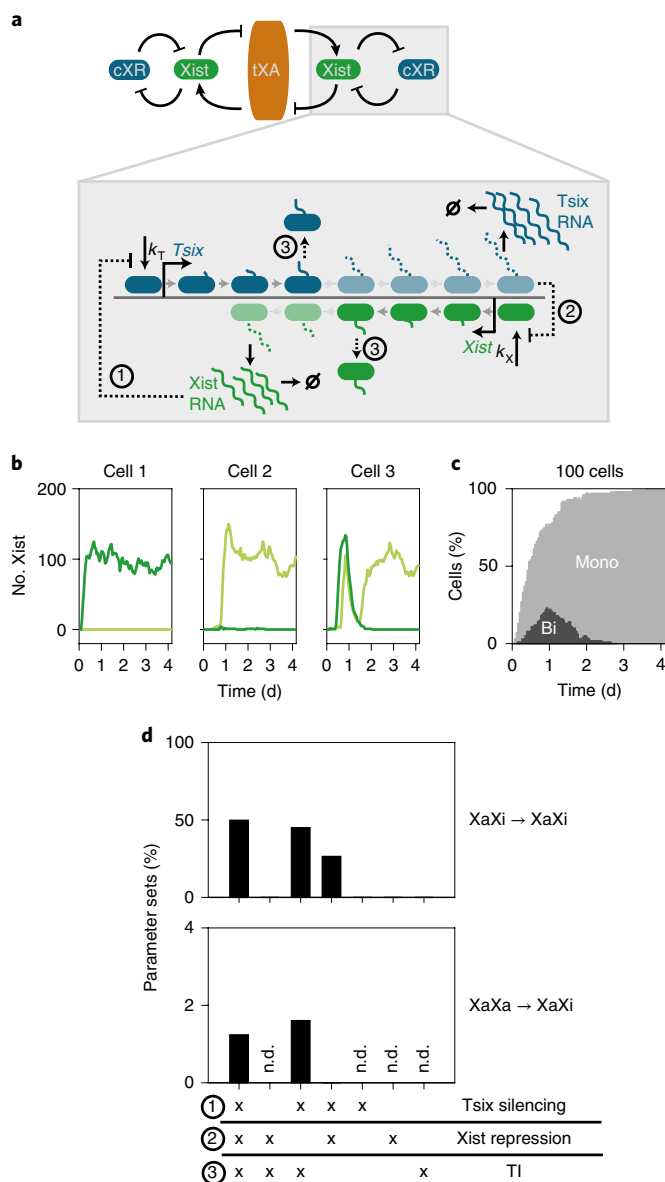 a
cXR Xist tXA Xist cXR
Tsix
RNA
Ø
3
kT Tsix
2
3
Xist kX
1
Xist
RNA
Ø
b
Cell 1 Cell 2 Cell 3
c
100 cells
200
100
0
No. Xist
0 1 2 3 4 0 1 2 3 4 0 1 2 3 4
Time (d)
100
50
0
Cells (%)
Mono
Bi
0 1 2 3 4
Time (d)
d
100
50
0
XaXi → XaXi
Parameter sets (%)
4
2
0
n.d. n.d. n.d. n.d.
XaXa → XaXi
1 x x x x Tsix silencing
2 x x x x Xist repression
3 x x x x TI